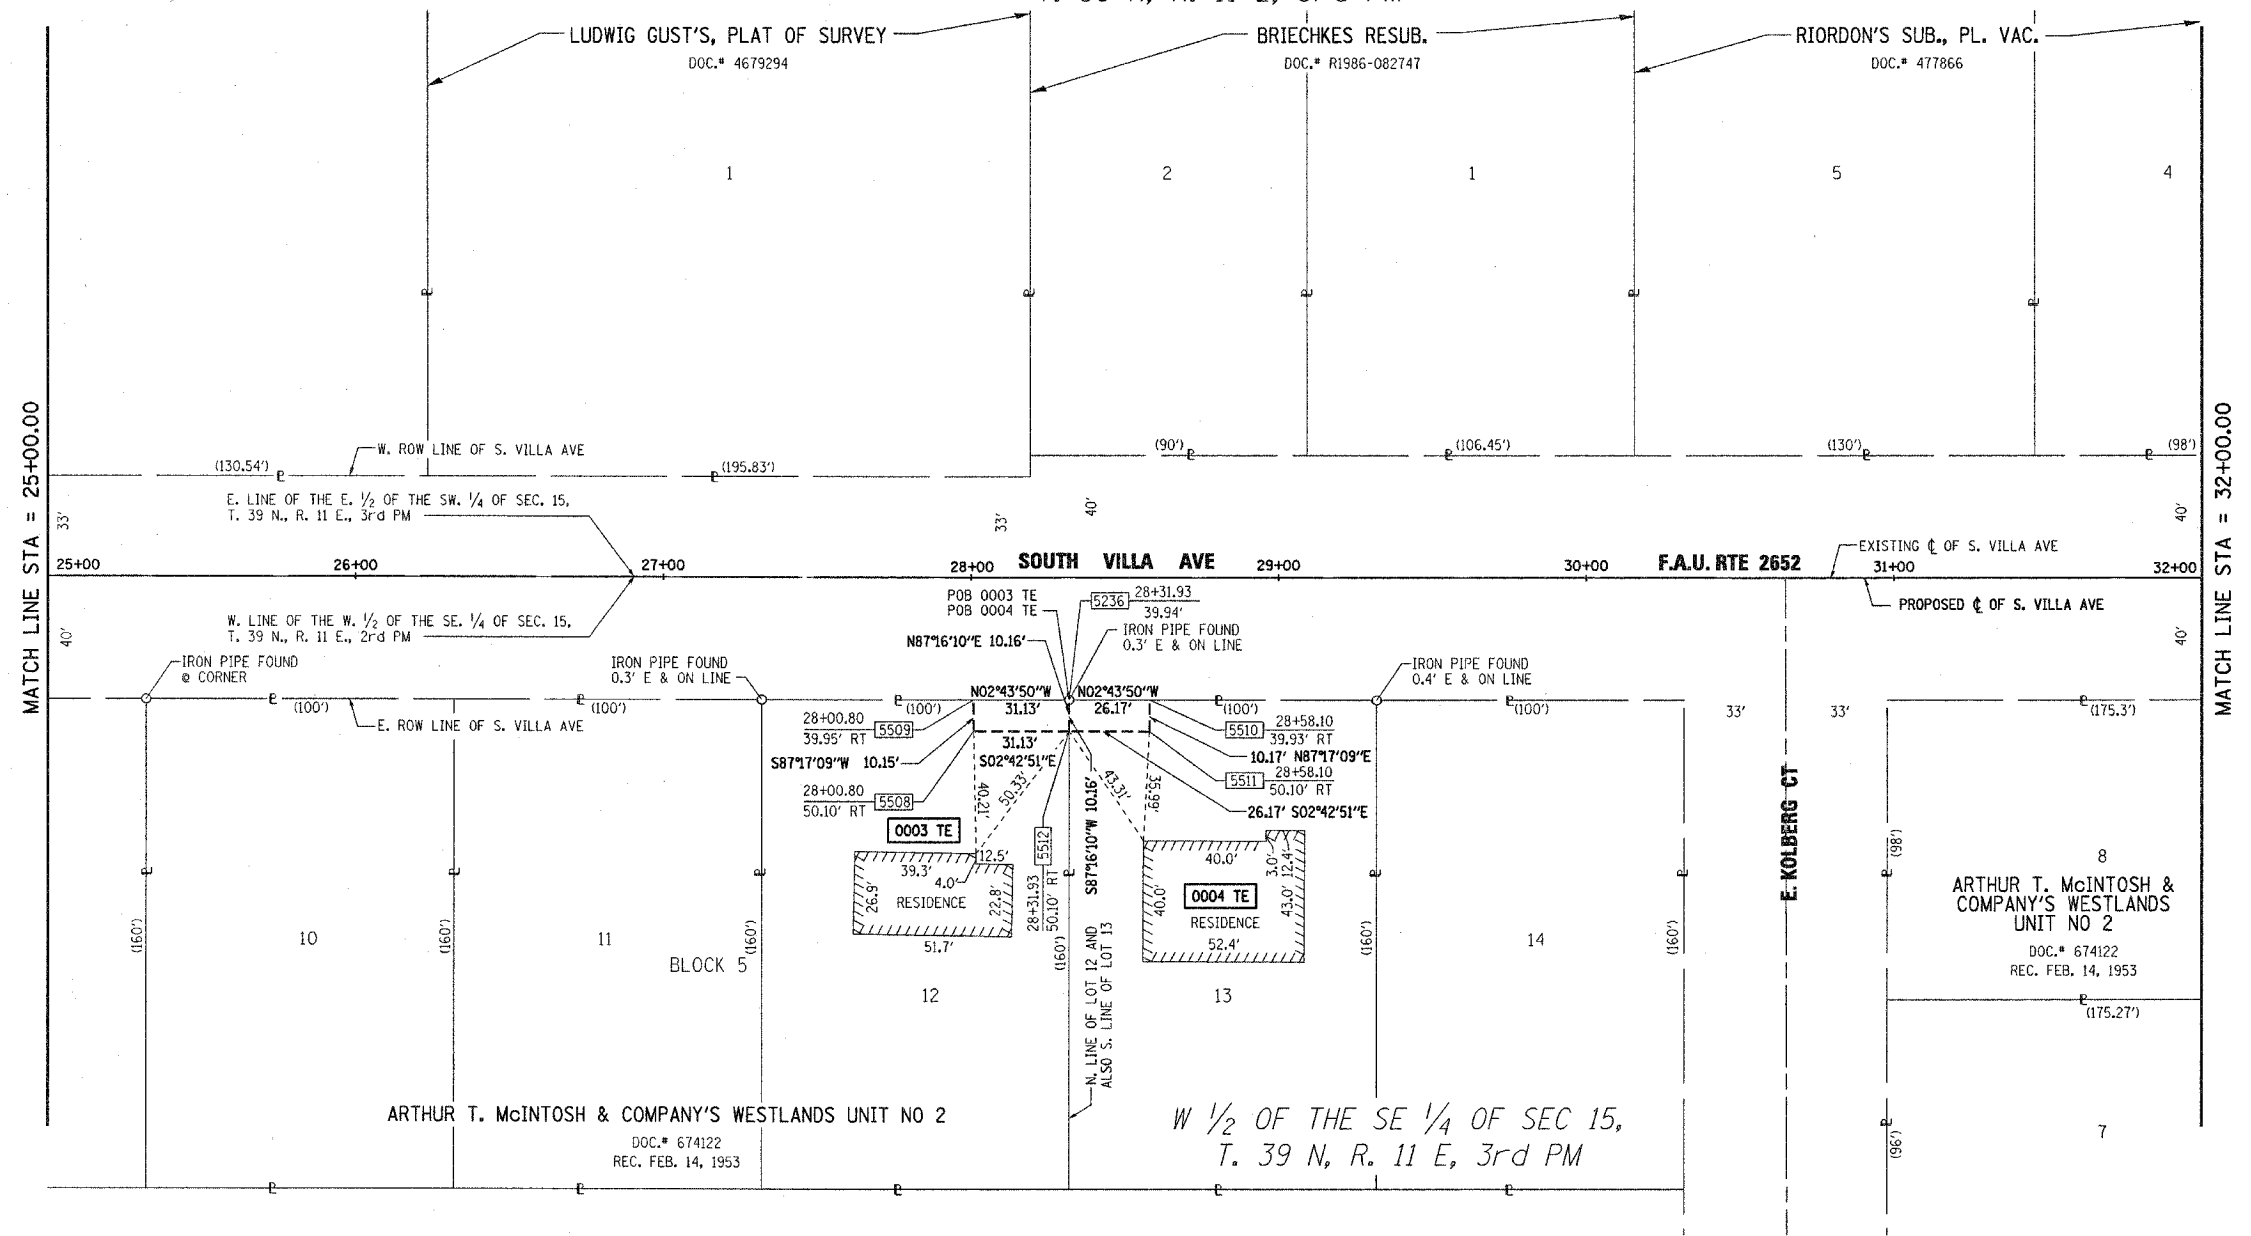 LUDWIG GUST'S, PLAT OF SURVEY
DOC.# 4679294
BRIECHKES RESUB.
DOC.# R1986-082747
RIORDON'S SUB., PL. VAC.
DOC.# 477866
1
2
1
5
4
MATCH LINE STA = 25+00.00
MATCH LINE STA = 32+00.00
W. ROW LINE OF S. VILLA AVE
(130.54')
(195.83')
(90')
(106.45')
(130')
(98')
E. LINE OF THE E. 1/2 OF THE SW. 1/4 OF SEC. 15,
T. 39 N., R. 11 E., 3rd PM
33'
33'
40'
40'
25+00
26+00
27+00
28+00
SOUTH VILLA AVE
29+00
30+00
F.A.U. RTE 2652
31+00
32+00
EXISTING ℄ OF S. VILLA AVE
PROPOSED ℄ OF S. VILLA AVE
W. LINE OF THE W. 1/2 OF THE SE. 1/4 OF SEC. 15,
T. 39 N., R. 11 E., 2rd PM
40'
40'
POB 0003 TE
POB 0004 TE
5236
28+31.93
39.94'
N87°16'10"E 10.16'
IRON PIPE FOUND
0.3' E & ON LINE
IRON PIPE FOUND
@ CORNER
IRON PIPE FOUND
0.3' E & ON LINE
IRON PIPE FOUND
0.4' E & ON LINE
(100')
(100')
(100')
(100')
(100')
(175.3')
E. ROW LINE OF S. VILLA AVE
N02°43'50"W
31.13'
N02°43'50"W
26.17'
33'
33'
28+00.80
39.95' RT
5509
5510
28+58.10
39.93' RT
31.13'
S02°42'51"E
S87°17'09"W 10.15'
10.17' N87°17'09"E
28+00.80
50.10' RT
5508
5511
28+58.10
50.10' RT
26.17' S02°42'51"E
40.21'
50.33'
43.31'
35.99'
S87°16'10"W 10.16'
5512
28+31.93
50.10' RT
0003 TE
39.3'
12.5'
4.0'
26.9'
22.8'
RESIDENCE
51.7'
40.0'
3.0'
12.4'
40.0'
43.0'
0004 TE
RESIDENCE
52.4'
E. KOLBERG CT
(98')
8
ARTHUR T. McINTOSH &
COMPANY'S WESTLANDS
UNIT NO 2
DOC.# 674122
REC. FEB. 14, 1953
(160')
(160')
(160')
(160')
(160')
(160')
10
11
BLOCK 5
12
13
14
(175.27')
N. LINE OF LOT 12 AND
ALSO S. LINE OF LOT 13
ARTHUR T. McINTOSH & COMPANY'S WESTLANDS UNIT NO 2
DOC.# 674122
REC. FEB. 14, 1953
W 1/2 OF THE SE 1/4 OF SEC 15,
T. 39 N, R. 11 E, 3rd PM
(96')
7